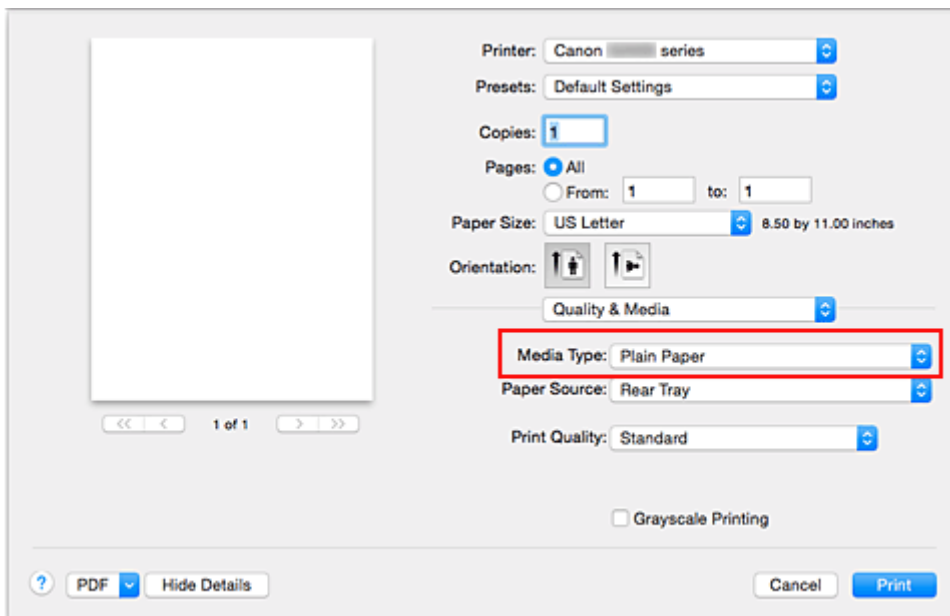 Printer: Canon series
Presets: Default Settings
Copies: 1
Pages: All
From: 1 to: 1
Paper Size: US Letter 8.50 by 11.00 inches
Orientation:
Quality & Media
Media Type: Plain Paper
Paper Source: Rear Tray
<< < 1 of 1 > >>
Print Quality: Standard
Grayscale Printing
? PDF Hide Details Cancel Print